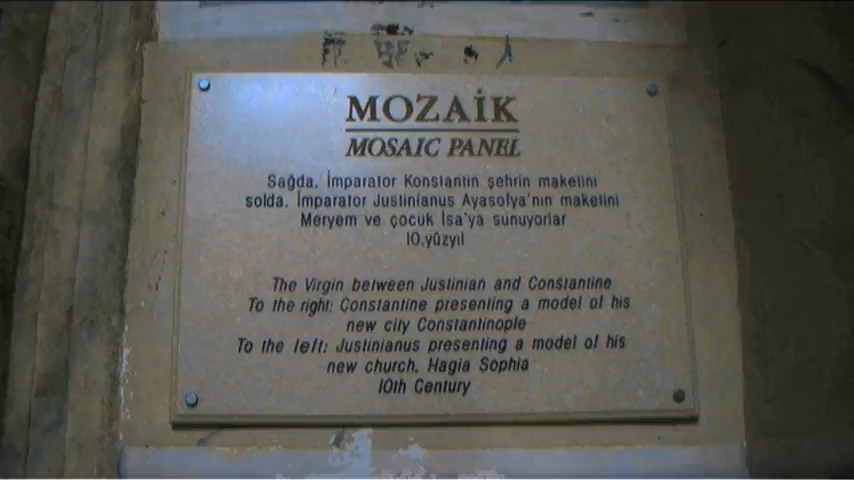 MOZAİK
MOSAIC PANEL
Sağda, İmparator Konstantin şehrin maketini
solda, İmparator Justinianus Ayasofya'nın maketini
Meryem ve çocuk İsa'ya sunuyorlar
10.yüzyıl
The Virgin between Justinian and Constantine
To the right: Constantine presenting a model of his
new city Constantinople
To the left: Justinianus presenting a model of his
new church, Hagia Sophia
10th Century